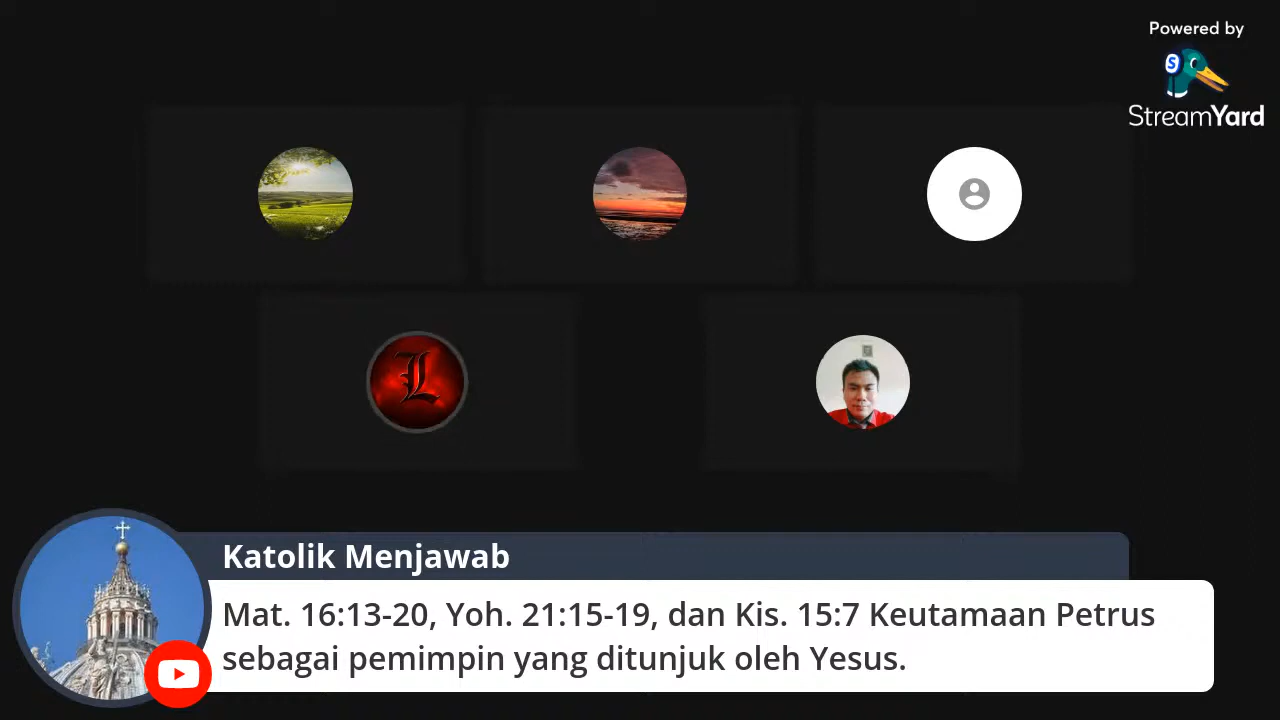 Powered by
S
StreamYard
L
Katolik Menjawab
Mat. 16:13-20, Yoh. 21:15-19, dan Kis. 15:7 Keutamaan Petrus
sebagai pemimpin yang ditunjuk oleh Yesus.